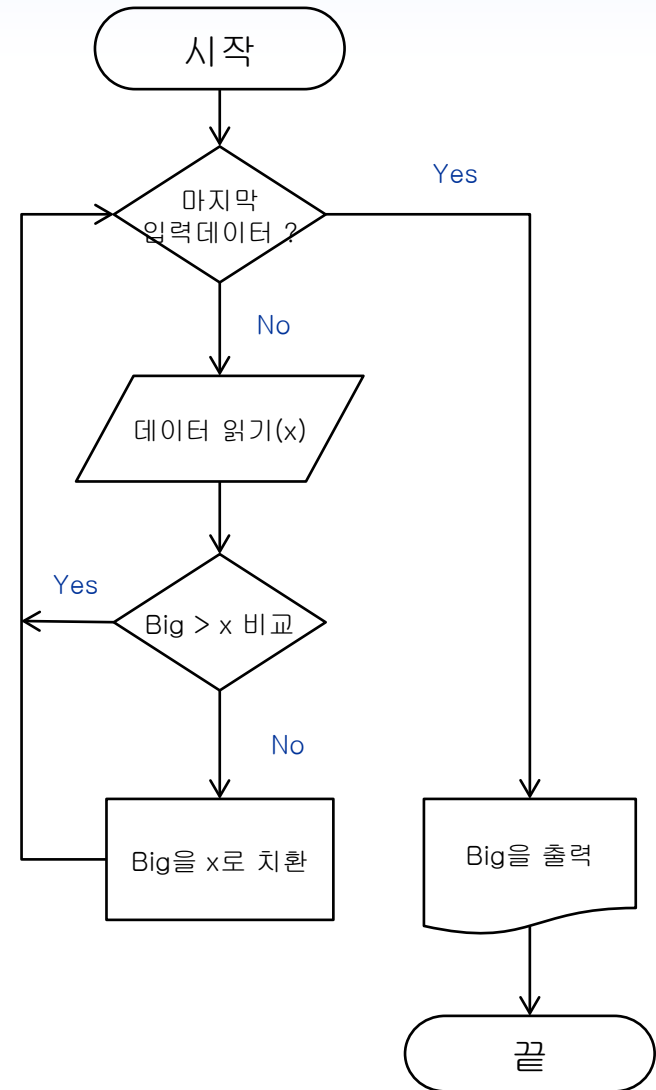 시작
마지막
입력데이터 ?
Yes
No
데이터 읽기(x)
Yes
Big > x 비교
No
Big을 x로 치환
Big을 출력
끝